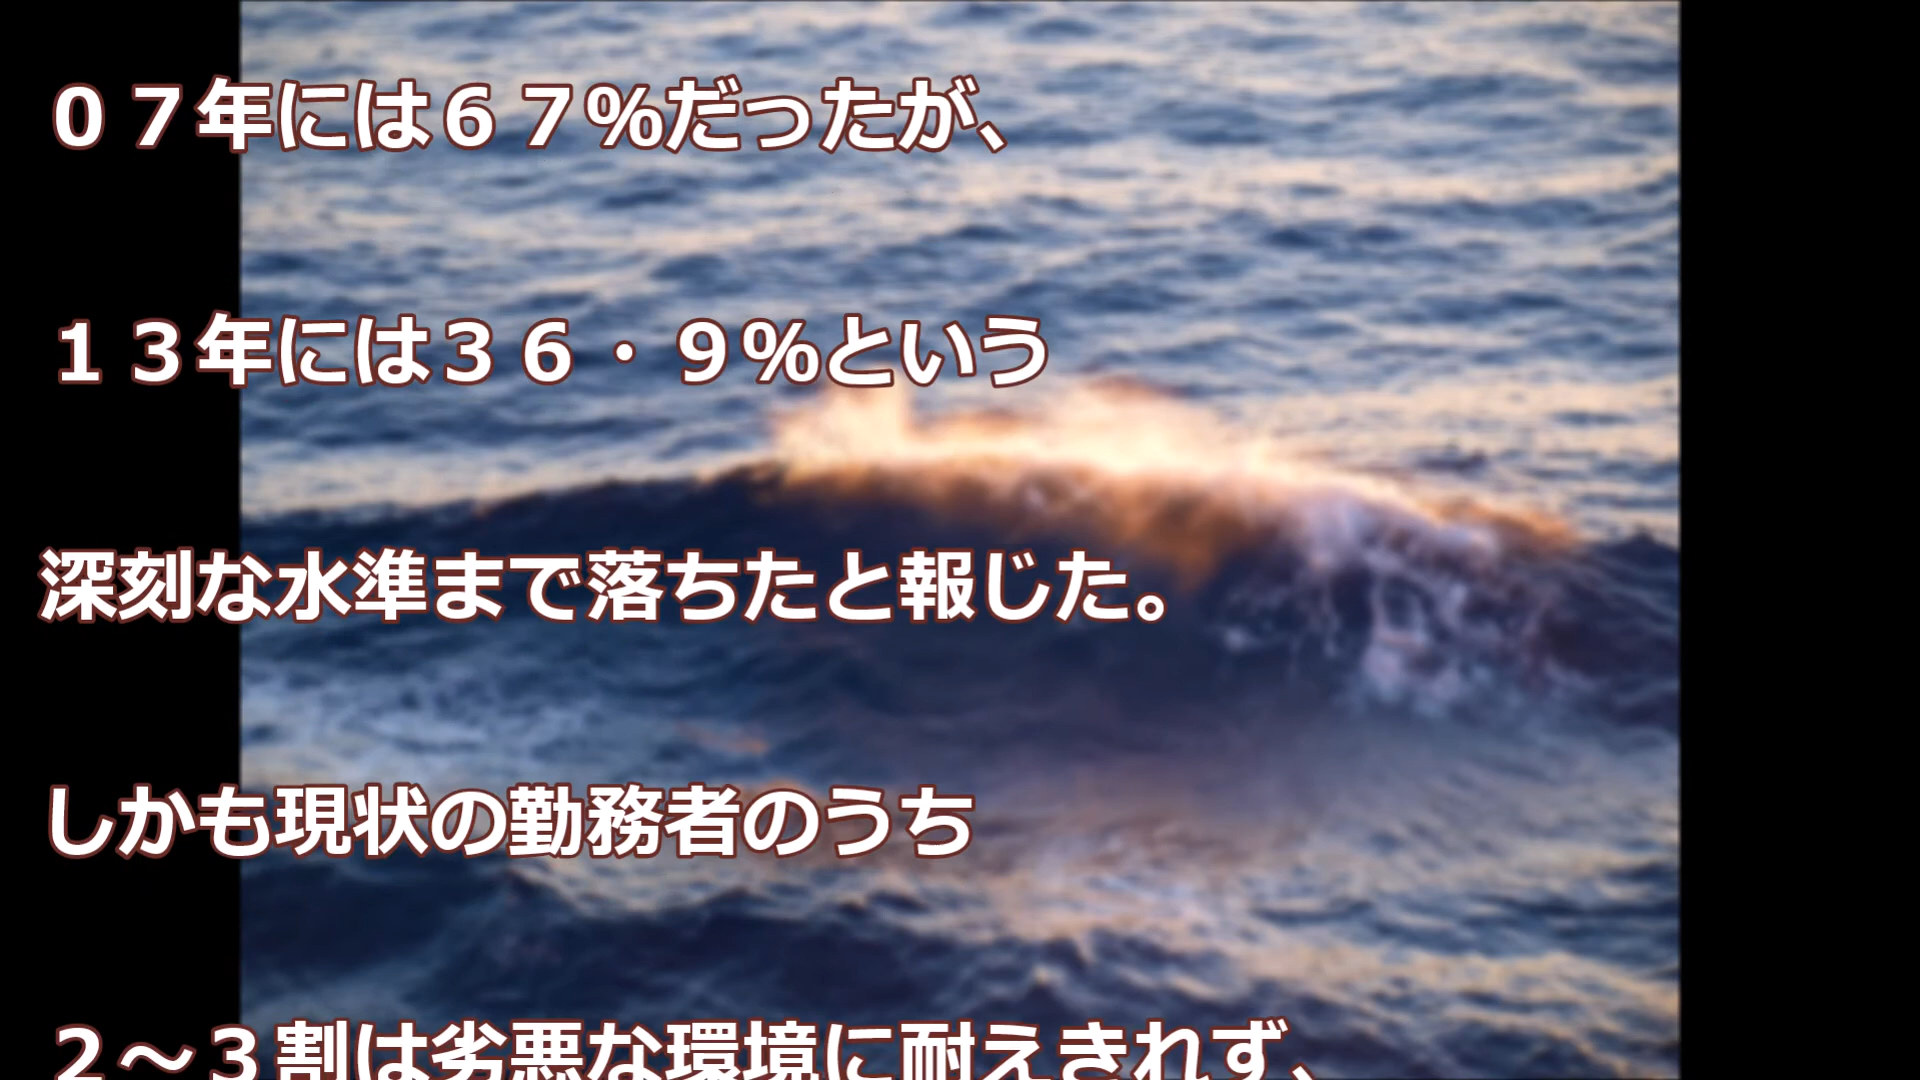 ０７年には６７％だったが、
１３年には３６・９％という
深刻な水準まで落ちたと報じた。
しかも現状の勤務者のうち
２～３割は劣悪な環境に耐えきれず、